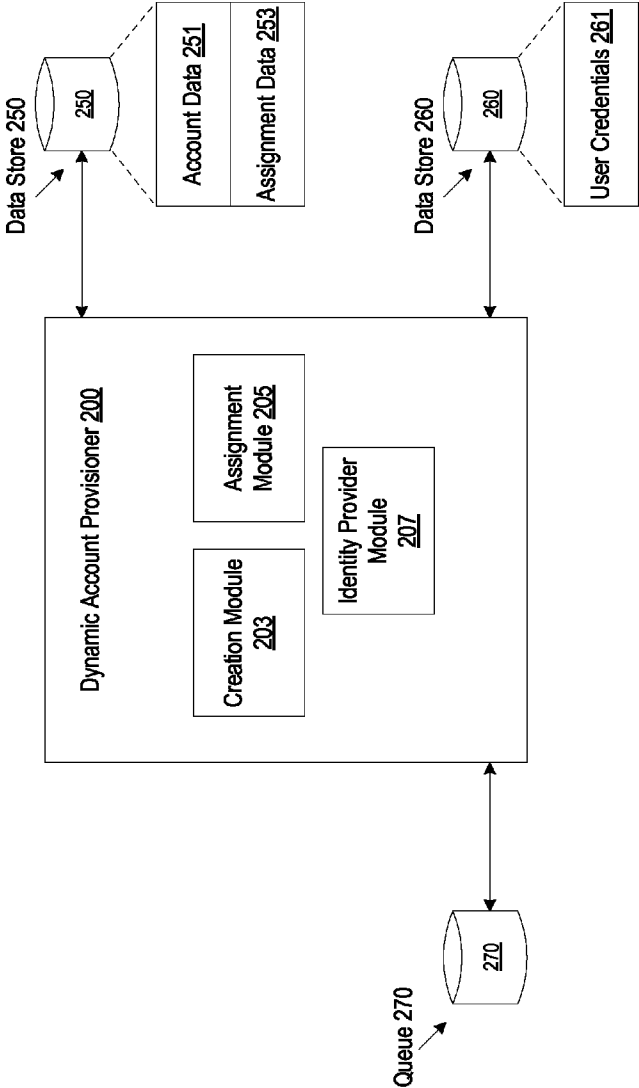 Dynamic Account Provisioner 200
Creation Module
203
Assignment
Module 205
Identity Provider
Module
207
Data Store 250
250
Account Data 251
Assignment Data 253
Data Store 260
260
User Credentials 261
Queue 270
270